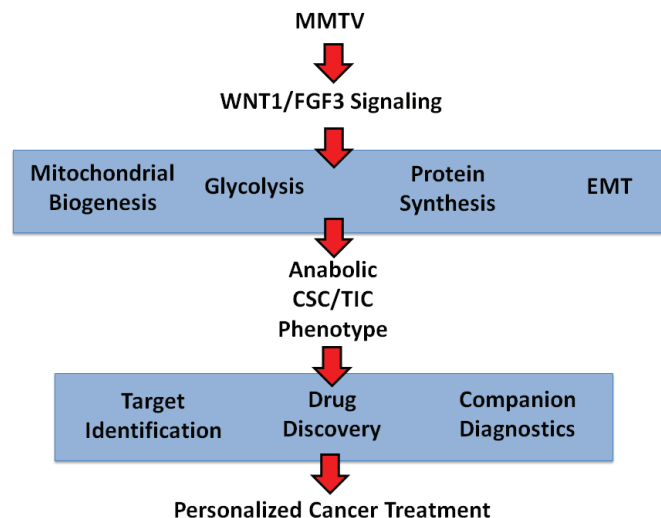 MMTV
WNT1/FGF3 Signaling
Mitochondrial
Biogenesis
Glycolysis
Protein
Synthesis
EMT
Anabolic
CSC/TIC
Phenotype
Target
Identification
Drug
Discovery
Companion
Diagnostics
Personalized Cancer Treatment